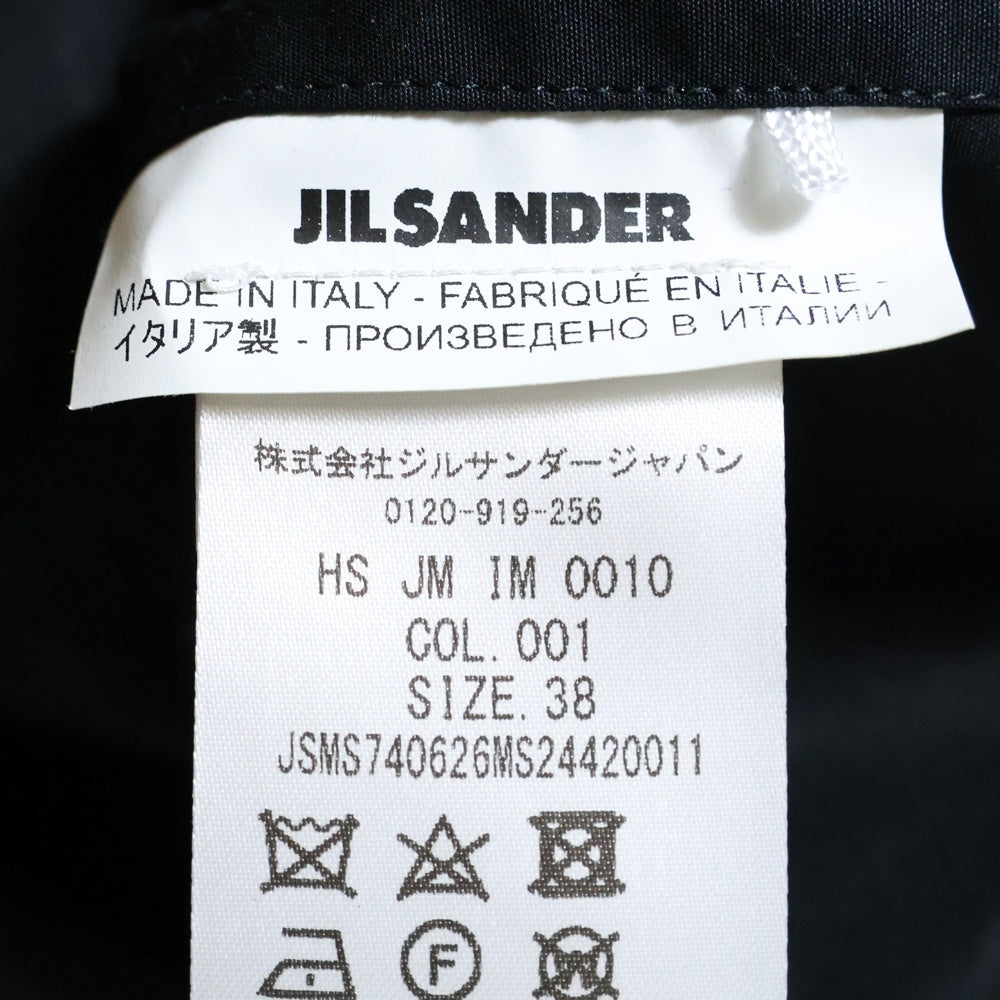 JIL SANDER
MADE IN ITALY - FABRIQUÉ EN ITALIE -
イタリア製 - ПРОИЗВЕДЕНО В ИТАЛИИ
株式会社ジルサンダージャパン
0120-919-256
HS JM IM 0010
COL. 001
SIZE. 38
JSMS740626MS24420011
F
W